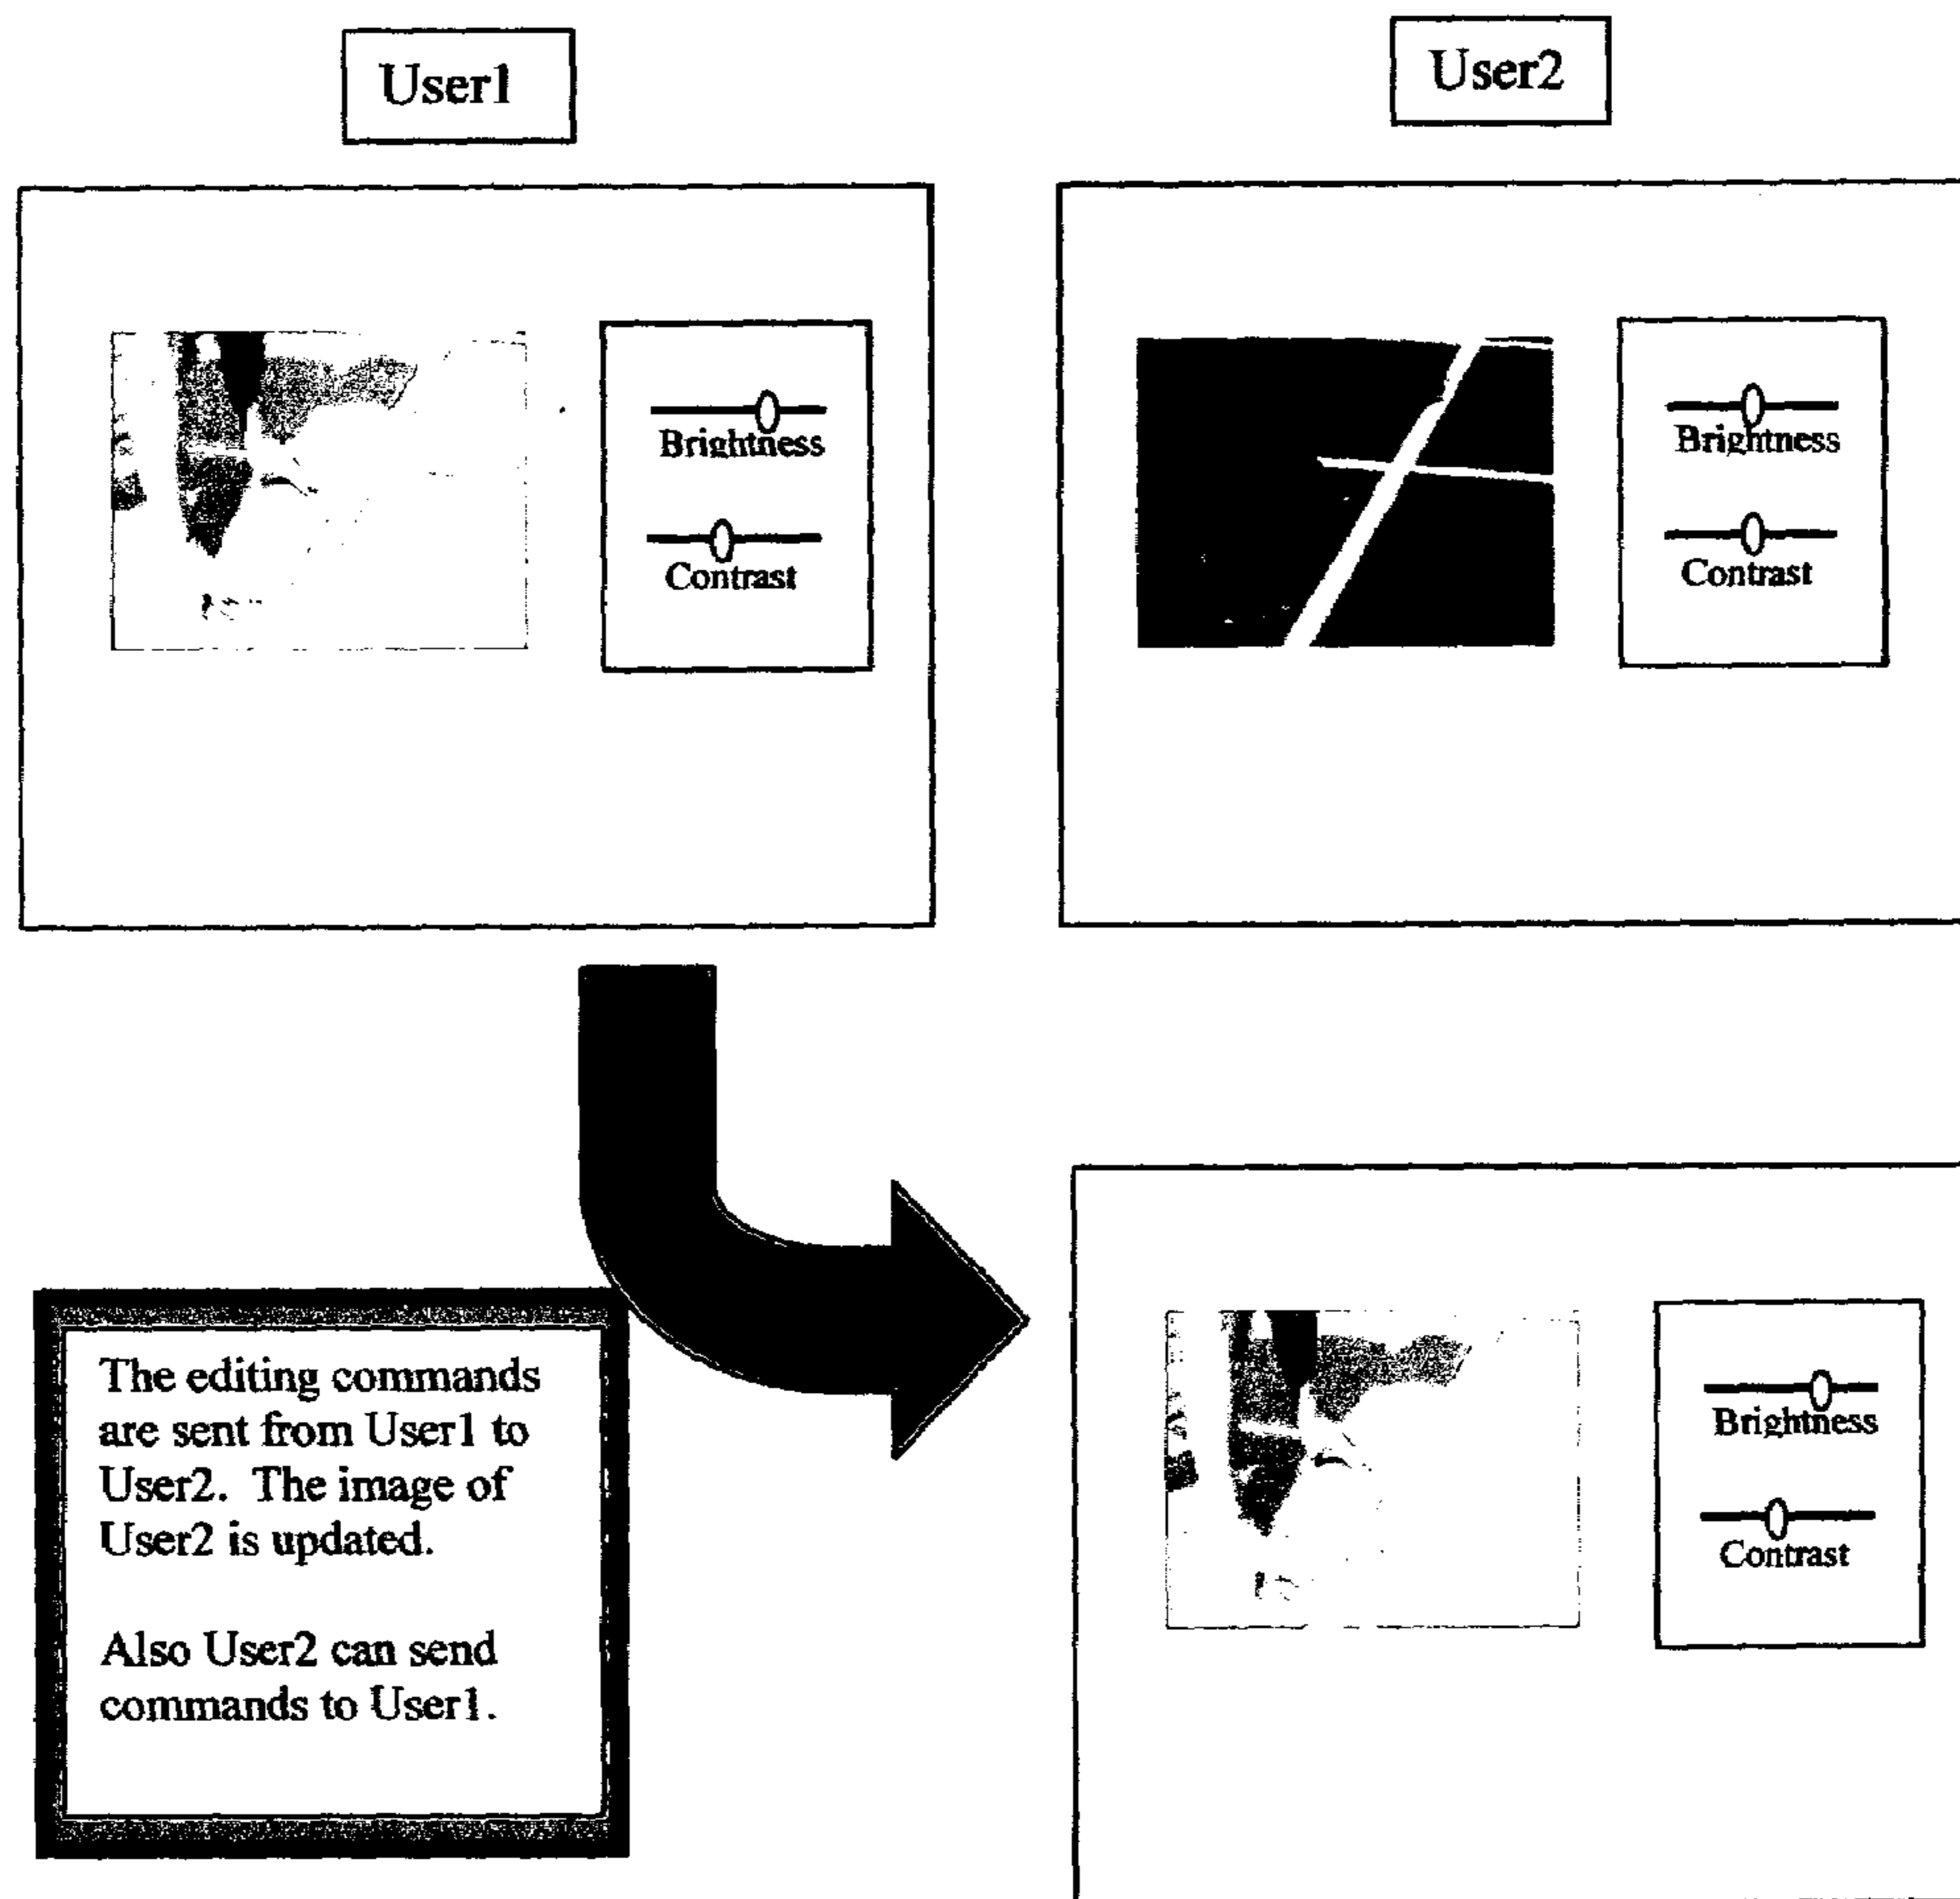 User1
User2
Brightness
Contrast
Brightness
Contrast
The editing commands
are sent from User1 to
User2. The image of
User2 is updated.
Also User2 can send
commands to User1.
Brightness
Contrast